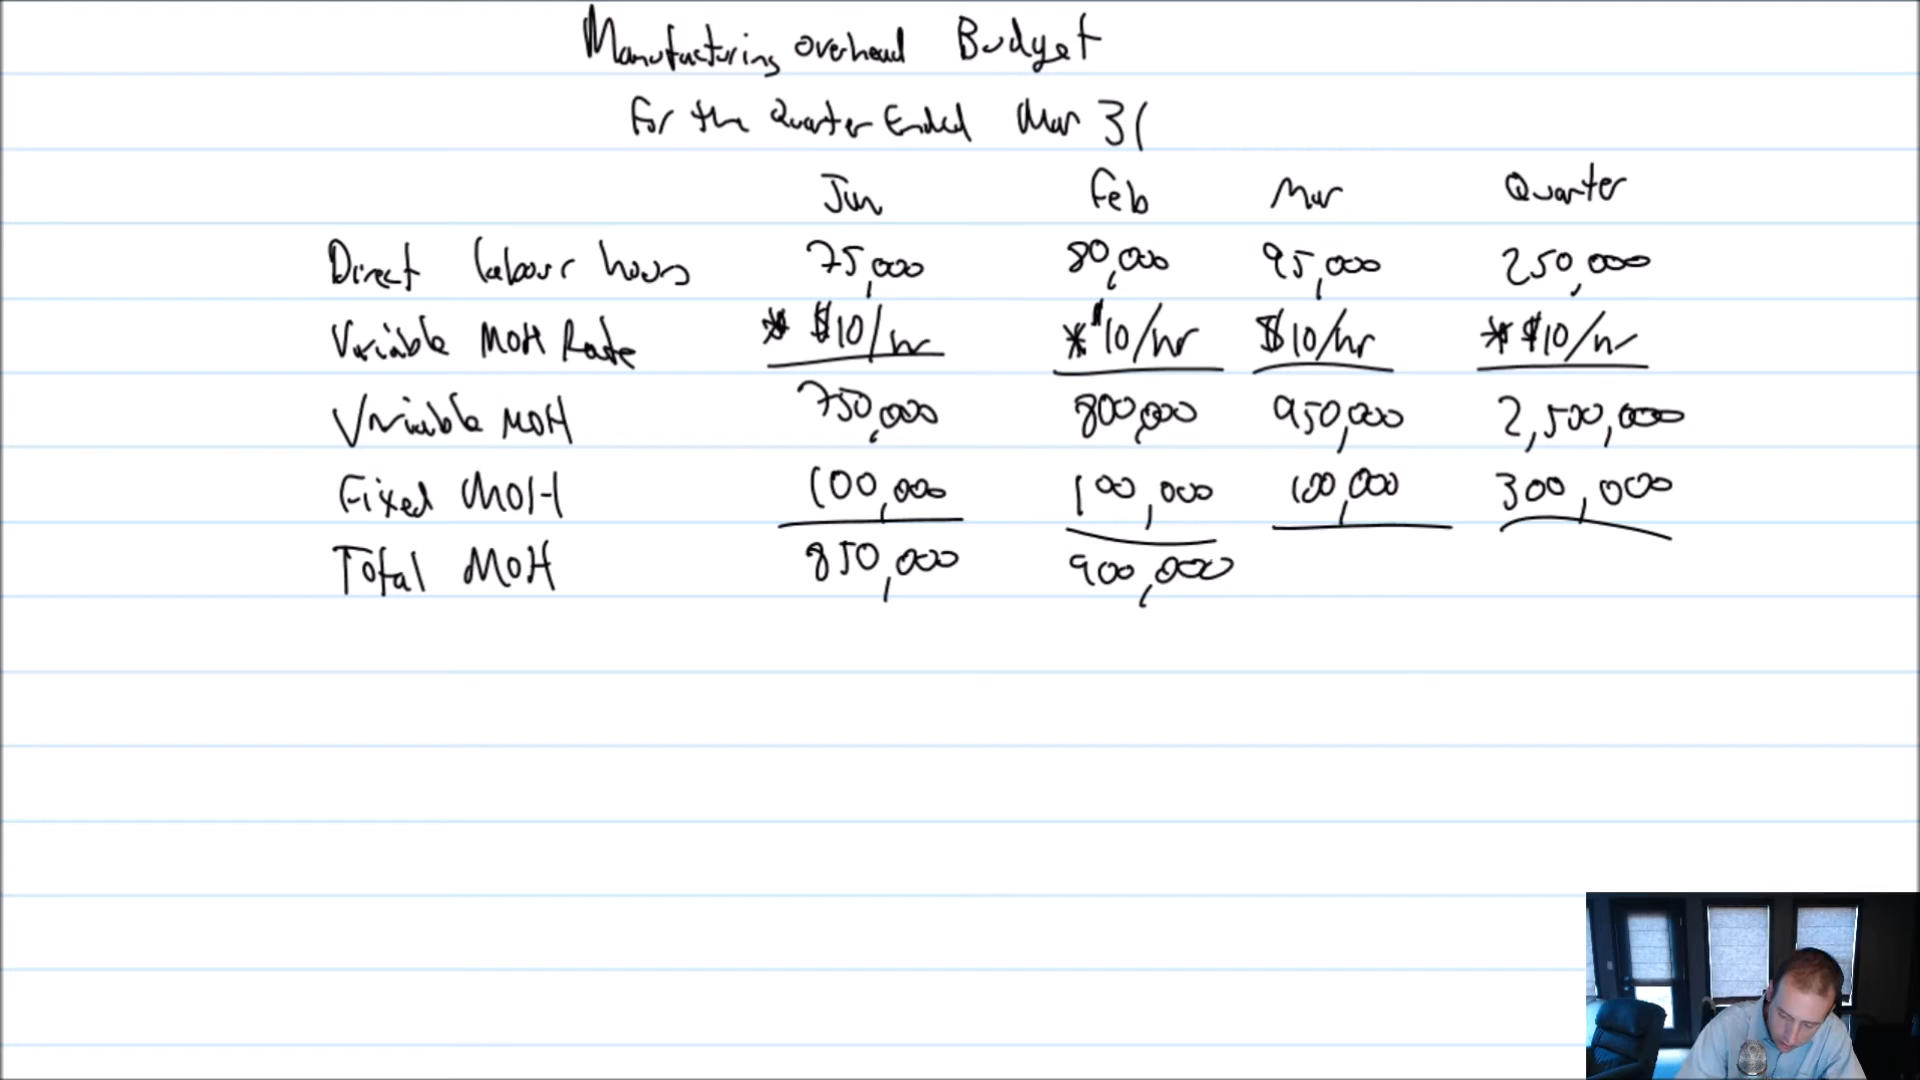 Manufacturing overhead Budget
For the Quarter Ended Mar 31
Jan Feb Mar Quarter
Direct labour hours 75,000 80,000 95,000 250,000
Variable MOH Rate * $10/hr * $10/hr $10/hr * $10/hr
Variable MOH 750,000 800,000 950,000 2,500,000
Fixed MOH 100,000 100,000 100,000 300,000
Total MOH 850,000 900,000